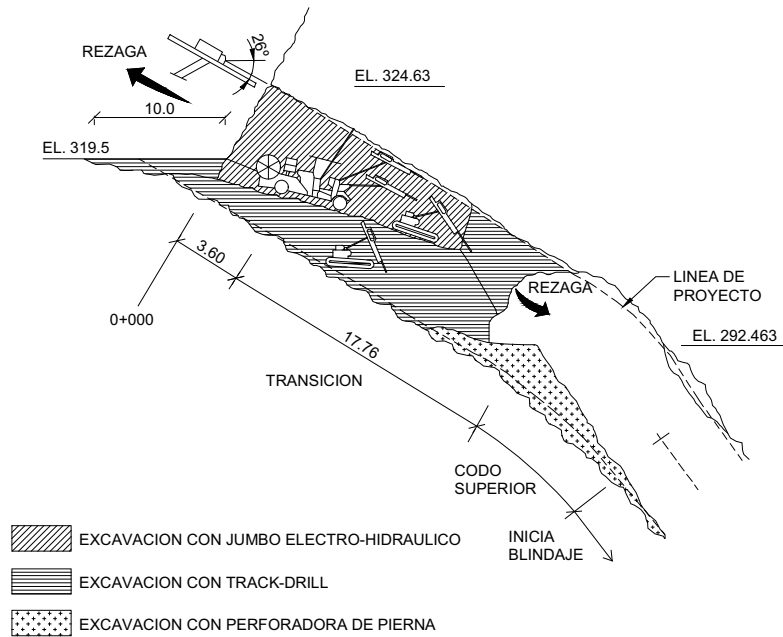 REZAGA
26°
EL. 324.63
10.0
EL. 319.5
3.60
0+000
17.76
TRANSICION
REZAGA
LINEA DE
PROYECTO
EL. 292.463
CODO
SUPERIOR
INICIA
BLINDAJE
EXCAVACION CON JUMBO ELECTRO-HIDRAULICO
EXCAVACION CON TRACK-DRILL
EXCAVACION CON PERFORADORA DE PIERNA